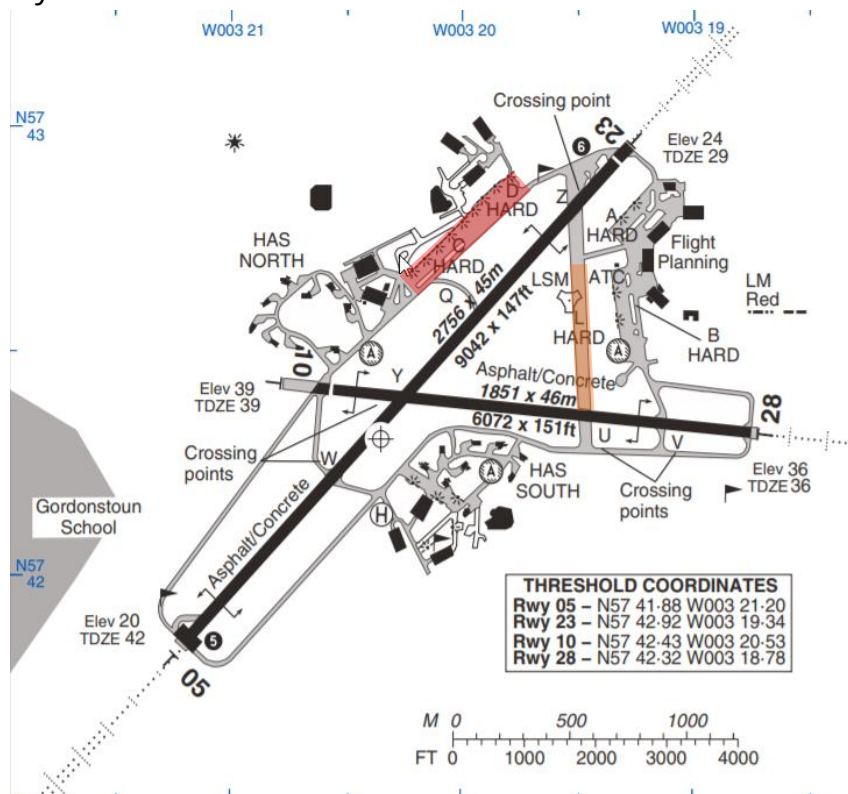 W003 21
W003 20
W003 19
N57
43
Crossing point
23
6
Elev 24
TDZE 29
D
HARD
Z
A
HARD
HAS
NORTH
C
HARD
Flight
Planning
Q
LSM
ATC
LM
Red
L
HARD
B
HARD
2756 x 45m
9042 x 147ft
A
A
10
Y
Asphalt/Concrete
1851 x 46m
6072 x 151ft
28
Elev 39
TDZE 39
Crossing
points
W
U
V
HAS
SOUTH
A
Crossing
points
Elev 36
TDZE 36
Gordonstoun
School
H
Asphalt/Concrete
N57
42
Elev 20
TDZE 42
5
05
THRESHOLD COORDINATES
Rwy 05 – N57 41·88 W003 21·20
Rwy 23 – N57 42·92 W003 19·34
Rwy 10 – N57 42·43 W003 20·53
Rwy 28 – N57 42·32 W003 18·78
M 0 500 1000
FT 0 1000 2000 3000 4000